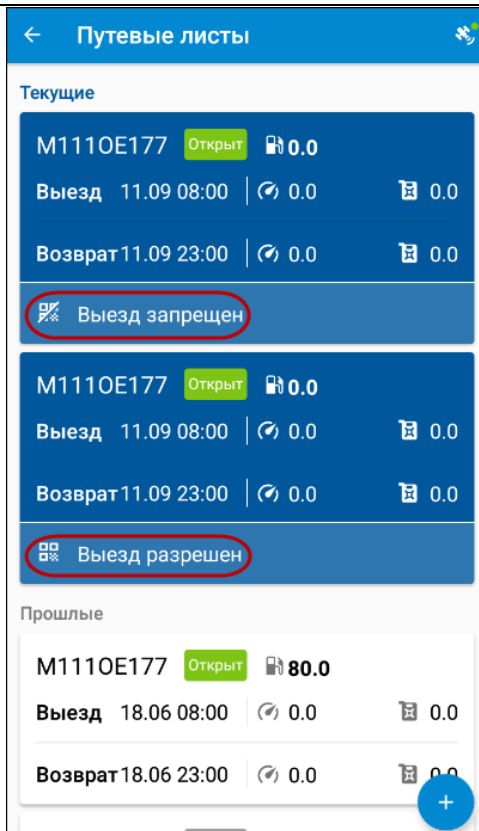 Путевые листы
Текущие
М111ОЕ177 Открыт 0.0
Выезд 11.09 08:00 0.0 0.0
Возврат 11.09 23:00 0.0 0.0
Выезд запрещен
М111ОЕ177 Открыт 0.0
Выезд 11.09 08:00 0.0 0.0
Возврат 11.09 23:00 0.0 0.0
Выезд разрешен
Прошлые
М111ОЕ177 Открыт 80.0
Выезд 18.06 08:00 0.0 0.0
Возврат 18.06 23:00 0.0 0.0
+